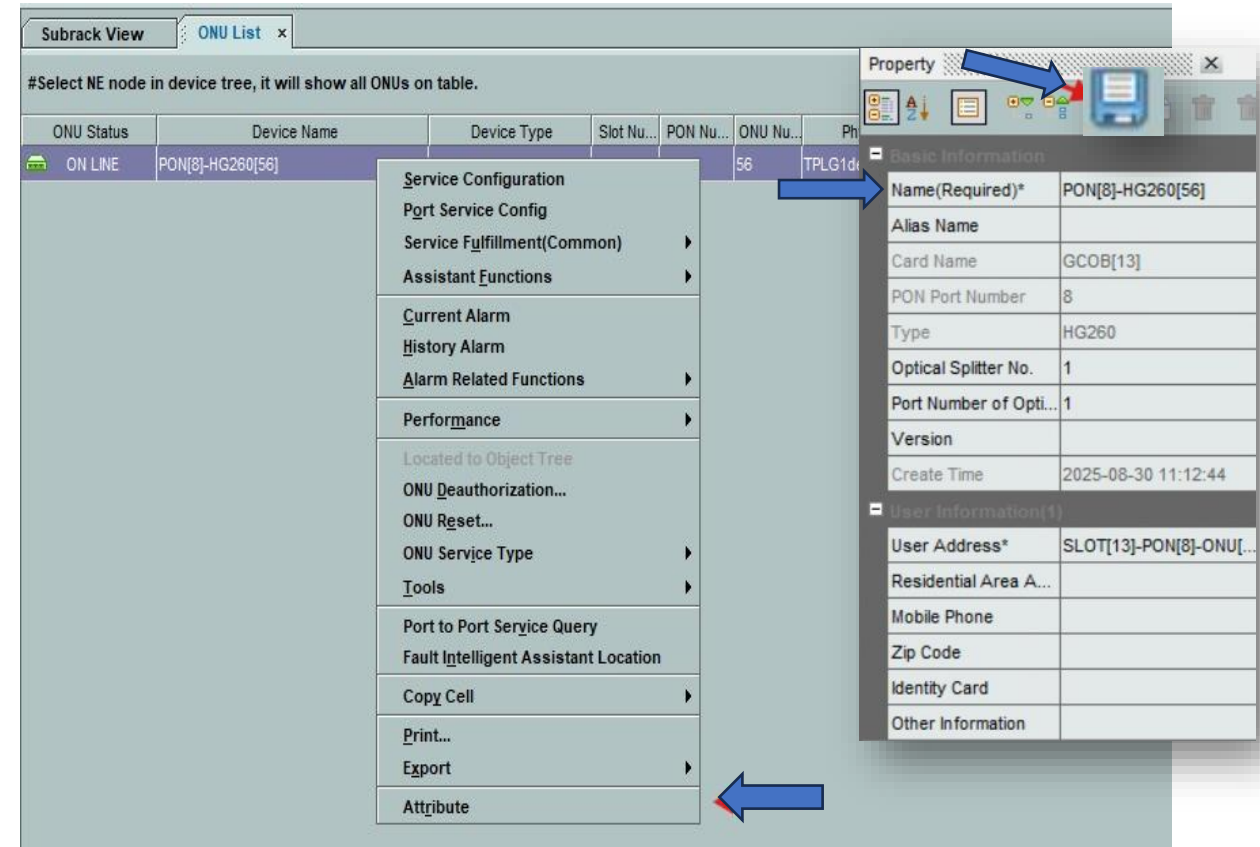 Subrack View
ONU List ×
#Select NE node in device tree, it will show all ONUs on table.
ONU Status Device Name Device Type Slot Nu... PON Nu... ONU Nu... Ph
ON LINE PON[8]-HG260[56] 56 TPLG1de
Service Configuration
Port Service Config
Service Fulfillment(Common)
Assistant Functions
Current Alarm
History Alarm
Alarm Related Functions
Performance
Located to Object Tree
ONU Deauthorization...
ONU Reset...
ONU Service Type
Tools
Port to Port Service Query
Fault Intelligent Assistant Location
Copy Cell
Print...
Export
Attribute
Property
Basic Information
Name(Required)* PON[8]-HG260[56]
Alias Name
Card Name GCOB[13]
PON Port Number 8
Type HG260
Optical Splitter No. 1
Port Number of Opti... 1
Version
Create Time 2025-08-30 11:12:44
User Information(1)
User Address* SLOT[13]-PON[8]-ONU[...
Residential Area A...
Mobile Phone
Zip Code
Identity Card
Other Information